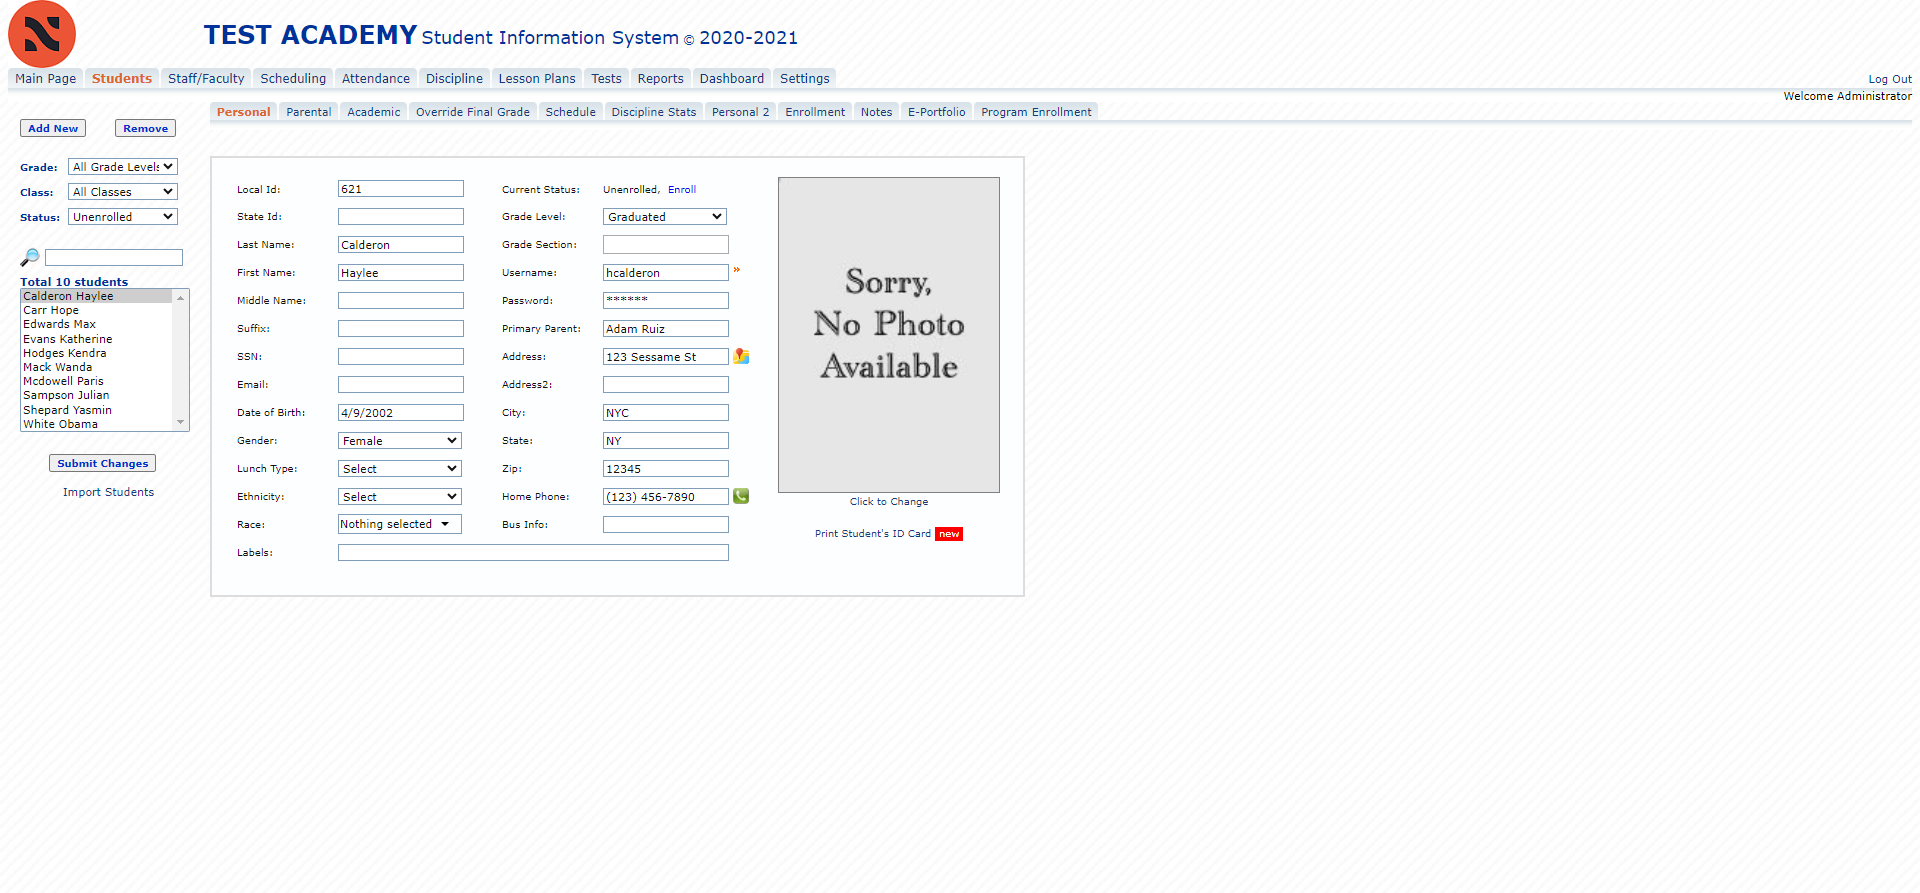 TEST ACADEMY Student Information System © 2020-2021
Main Page Students Staff/Faculty Scheduling Attendance Discipline Lesson Plans Tests Reports Dashboard Settings Log Out
Welcome Administrator
Personal Parental Academic Override Final Grade Schedule Discipline Stats Personal 2 Enrollment Notes E-Portfolio Program Enrollment
Add New Remove
Grade: All Grade Levels
Class: All Classes
Status: Unenrolled
Total 10 students
Calderon Haylee
Carr Hope
Edwards Max
Evans Katherine
Hodges Kendra
Mack Wanda
Mcdowell Paris
Sampson Julian
Shepard Yasmin
White Obama
Submit Changes
Import Students
Local Id: 621 Current Status: Unenrolled, Enroll
State Id: Grade Level: Graduated
Last Name: Calderon Grade Section:
First Name: Haylee Username: hcalderon »
Middle Name: Password: ******
Suffix: Primary Parent: Adam Ruiz
SSN: Address: 123 Sessame St
Email: Address2:
Date of Birth: 4/9/2002 City: NYC
Gender: Female State: NY
Lunch Type: Select Zip: 12345
Ethnicity: Select Home Phone: (123) 456-7890
Race: Nothing selected Bus Info:
Labels:
Sorry,
No Photo
Available
Click to Change
Print Student's ID Card new